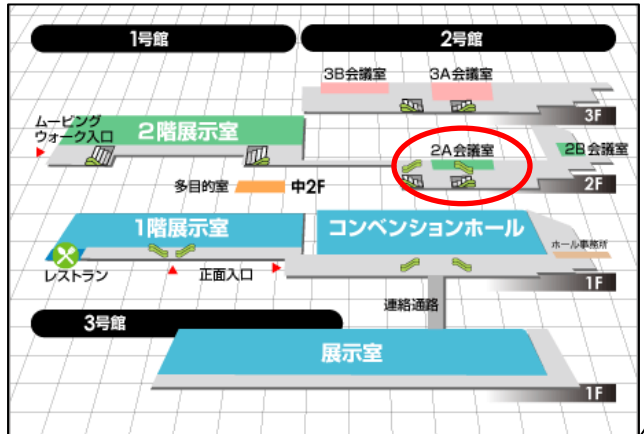 1号館
2号館
3B会議室
3A会議室
3F
ムービング
ウォーク入口
2階展示室
2A会議室
2B会議室
2F
多目的室
中2F
1階展示室
コンベンションホール
ホール事務所
レストラン
正面入口
1F
連絡通路
3号館
展示室
1F